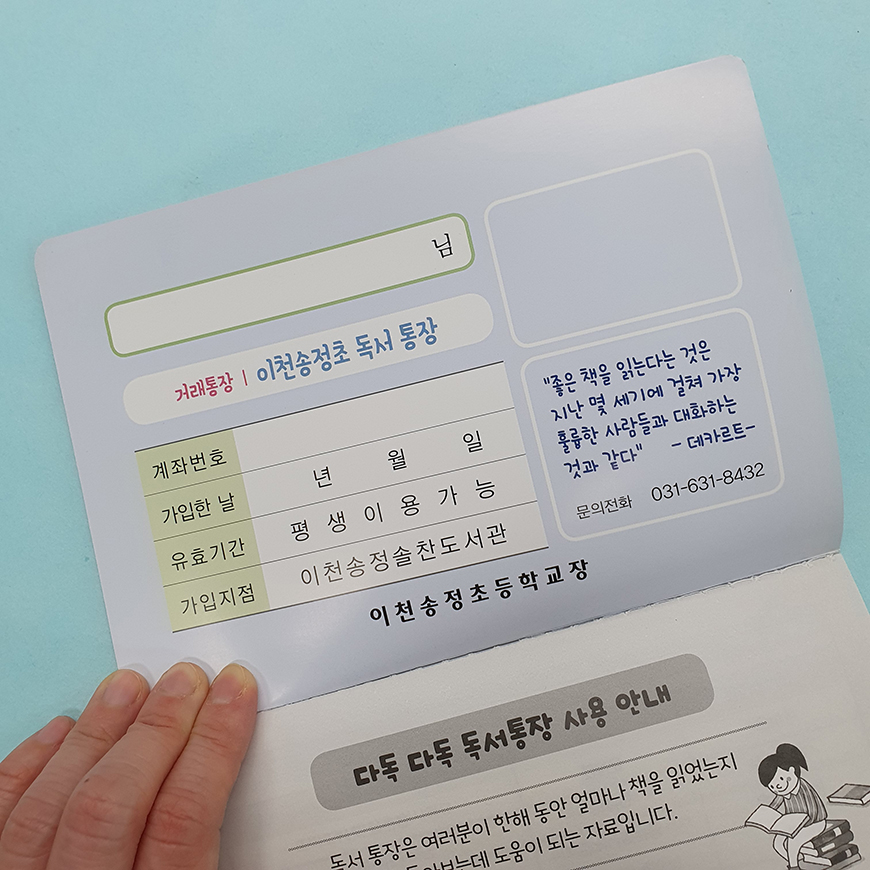 님
거래통장 | 이천송정초 독서 통장
계좌번호
가입한 날 년 월 일
유효기간 평생이용가능
가입지점 이천송정솔찬도서관
"좋은 책을 읽는다는 것은
지난 몇 세기에 걸쳐 가장
훌륭한 사람들과 대화하는
것과 같다" - 데카르트-
문의전화 031-631-8432
이천송정초등학교장
다독 다독 독서통장 사용 안내
독서 통장은 여러분이 한해 동안 얼마나 책을 읽었는지
도움이 되는 자료입니다.